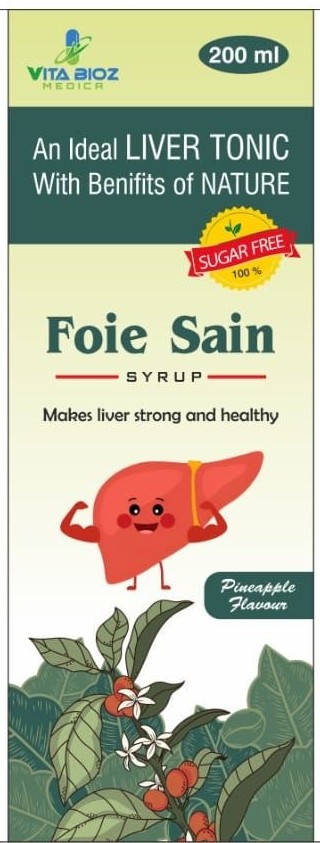 VITA BIOZ
MEDICA
200 ml
An Ideal LIVER TONIC
With Benifits of NATURE
SUGAR FREE
100 %
Foie Sain
SYRUP
Makes liver strong and healthy
Pineapple
Flavour